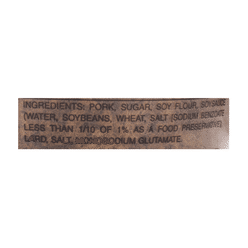 INGREDIENTS: PORK, SUGAR, SOY FLOUR, SOY SAUCE
(WATER, SOYBEANS, WHEAT, SALT (SODIUM BENZOATE
LESS THAN 1/10 OF 1% AS A FOOD PRESERVATIVE)
LARD, SALT, GLUTAMATE.